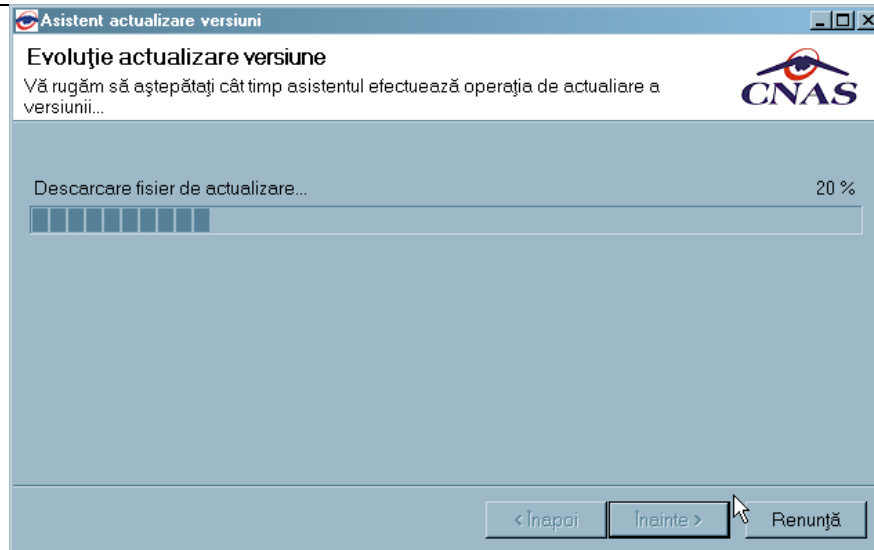 Asistent actualizare versiuni
Evoluţie actualizare versiune
Vă rugăm să aşteptaţi cât timp asistentul efectuează operaţia de actualiare a
versiunii...
CNAS
Descarcare fisier de actualizare...
20 %
< Înapoi
Înainte >
Renunţă